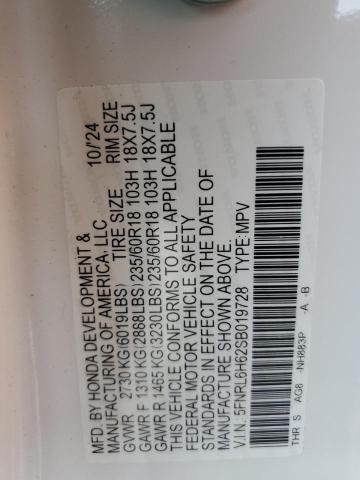 MFD. BY HONDA DEVELOPMENT & 10/'24
MANUFACTURING OF AMERICA, LLC
TIRE SIZE RIM SIZE
GVWR 2730 KG(6019LBS)
GAWR F 1310 KG(2868LBS)235/60R18 103H 18X7.5J
GAWR R 1465 KG(3230LBS)235/60R18 103H 18X7.5J
THIS VEHICLE CONFORMS TO ALL APPLICABLE
FEDERAL MOTOR VEHICLE SAFETY
STANDARDS IN EFFECT ON THE DATE OF
MANUFACTURE SHOWN ABOVE.
V.I.N. 5FNRL6H62SB019728 TYPE: MPV
THR S AG8 -NH883P -A -B